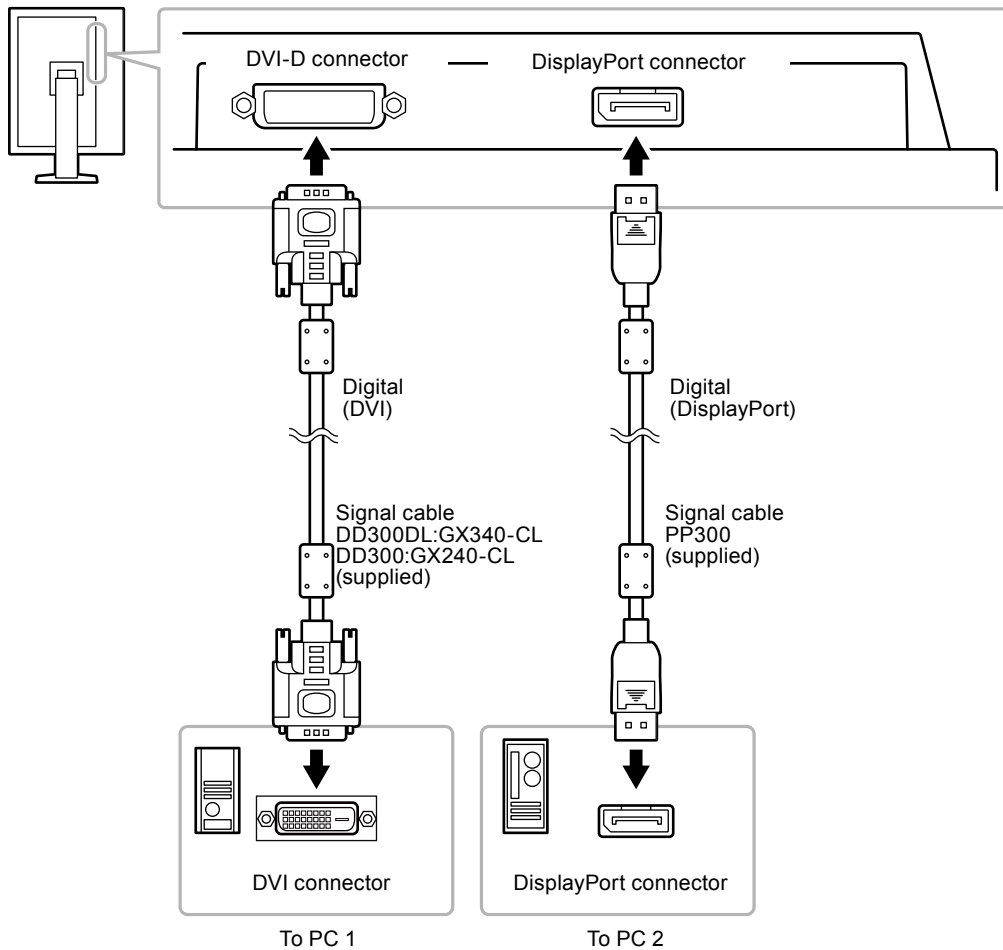 DVI-D connector
DisplayPort connector
Digital
(DVI)
Digital
(DisplayPort)
Signal cable
DD300DL:GX340-CL
DD300:GX240-CL
(supplied)
Signal cable
PP300
(supplied)
DVI connector
DisplayPort connector
To PC 1
To PC 2